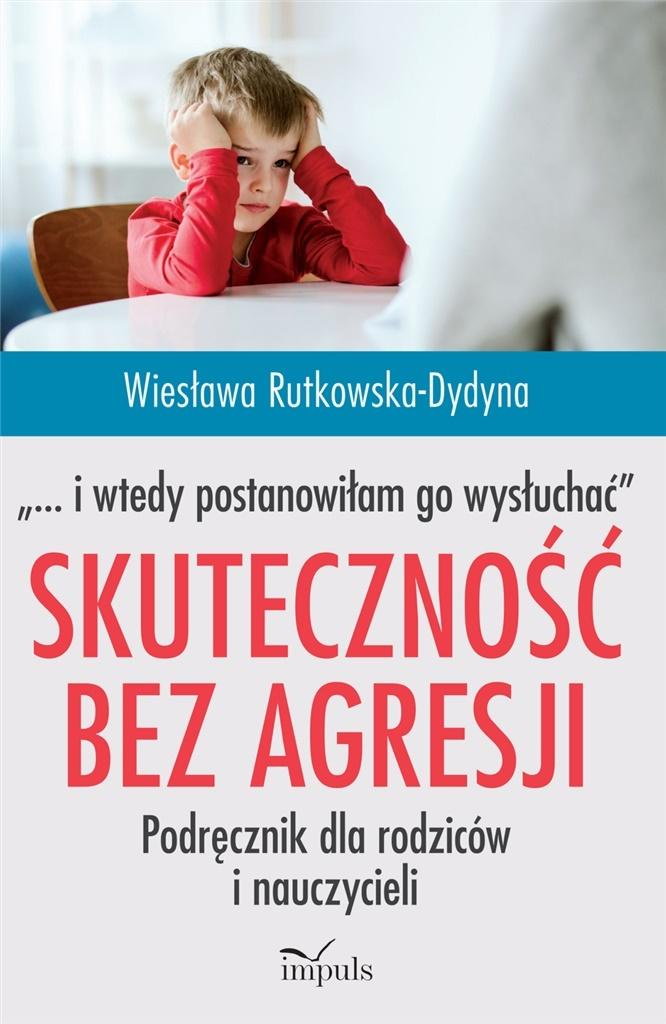 Wiesława Rutkowska-Dydyna
„... i wtedy postanowiłam go wysłuchać”
SKUTECZNOŚĆ
BEZ AGRESJI
Podręcznik dla rodziców
i nauczycieli
impuls